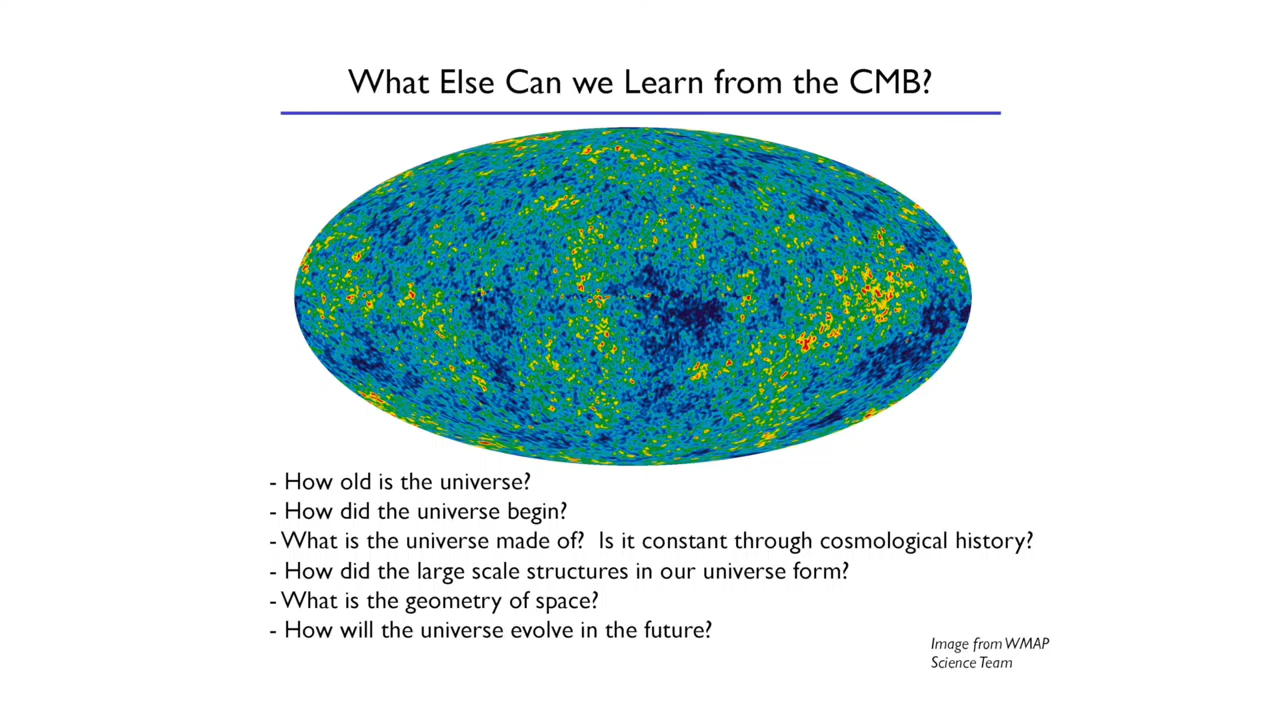 What Else Can we Learn from the CMB?
- How old is the universe?
- How did the universe begin?
- What is the universe made of?  Is it constant through cosmological history?
- How did the large scale structures in our universe form?
- What is the geometry of space?
- How will the universe evolve in the future?
Image from WMAP
Science Team